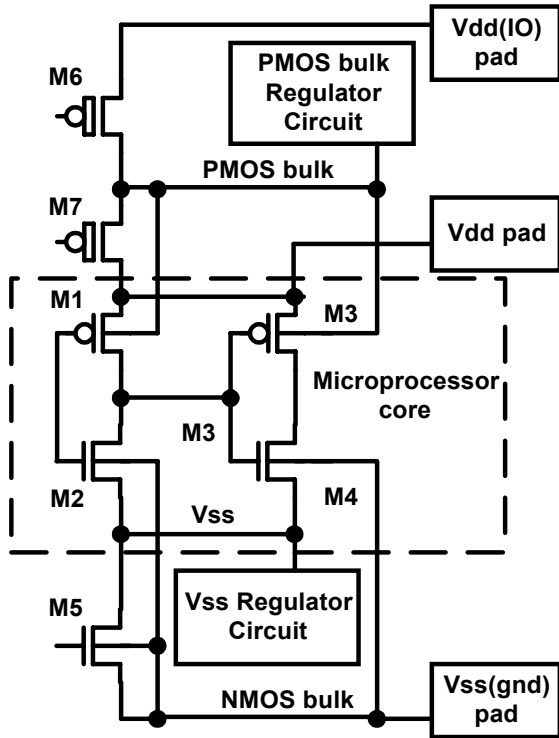 Vdd(IO)
pad
M6
PMOS bulk
Regulator
Circuit
PMOS bulk
M7
Vdd pad
M1
M3
Microprocessor
core
M3
M2
M4
Vss
Vss Regulator
Circuit
M5
NMOS bulk
Vss(gnd)
pad